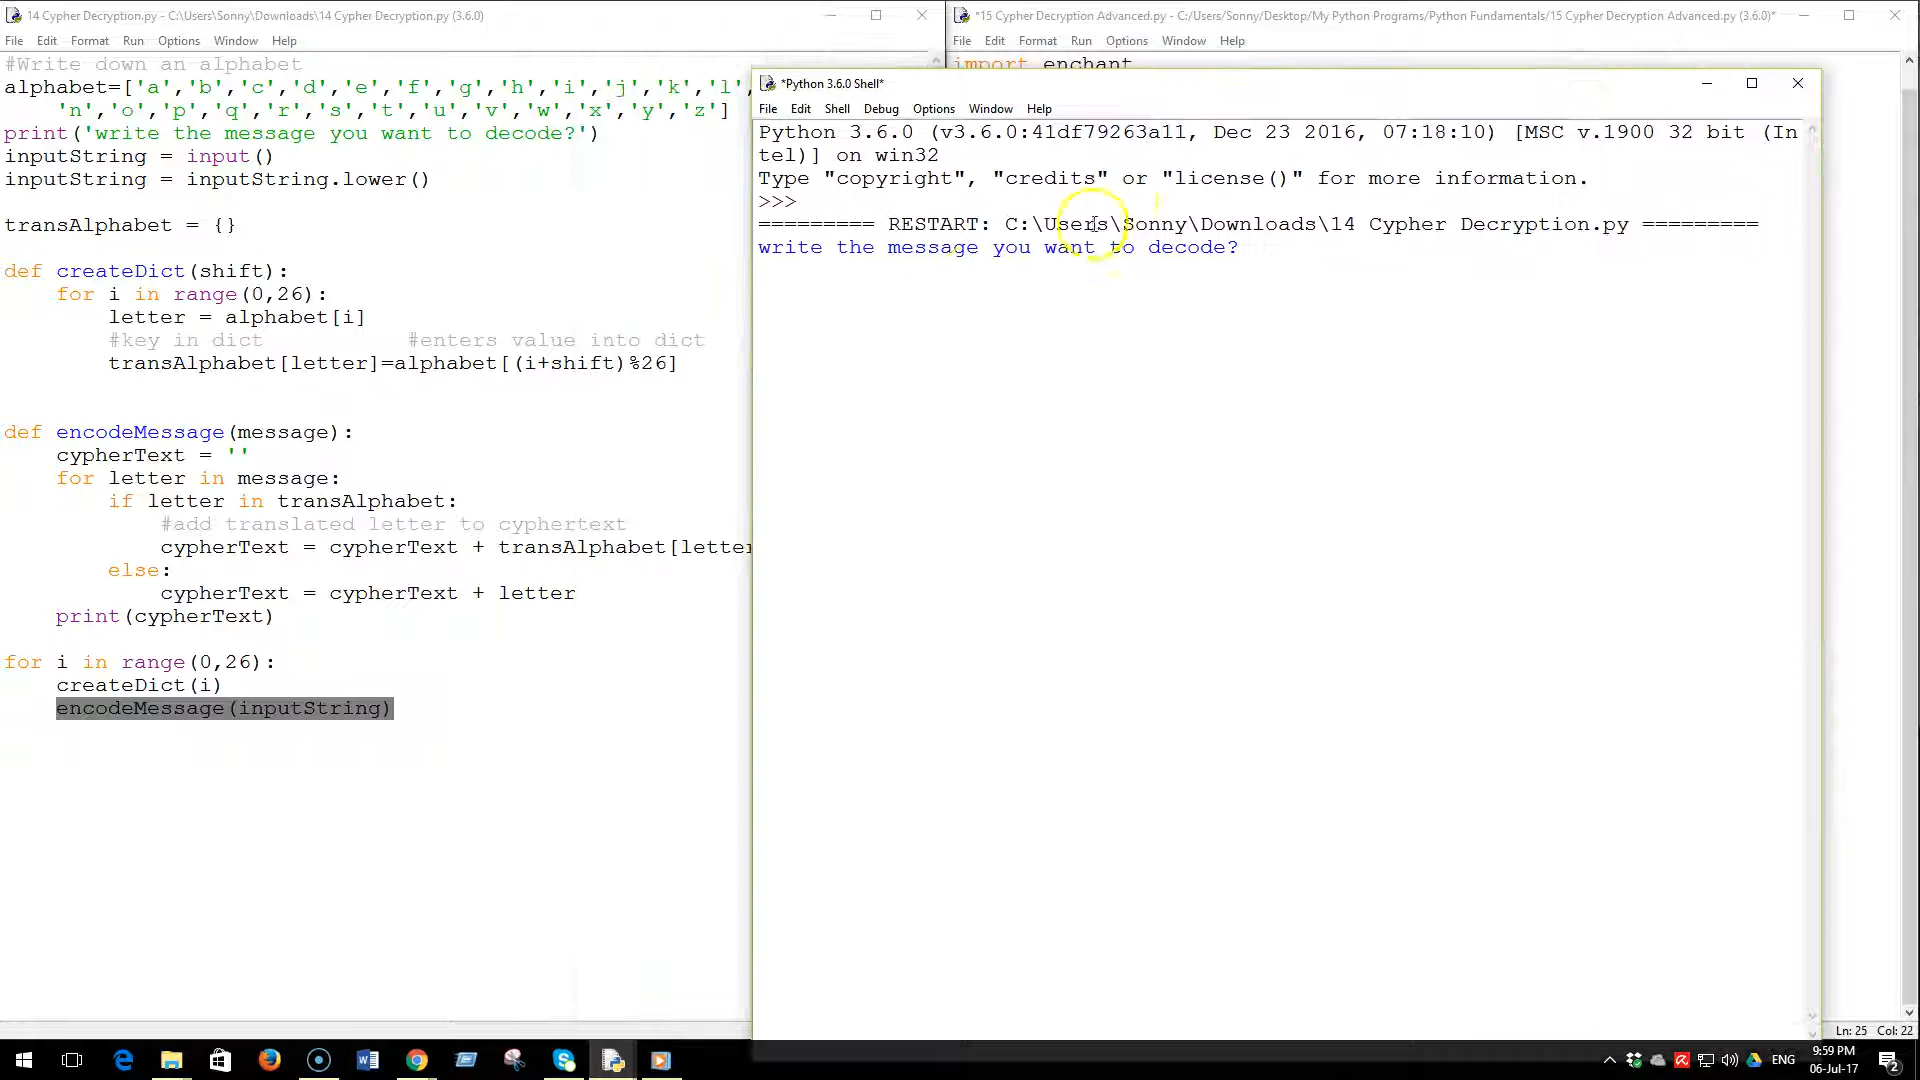 14 Cypher Decryption.py - C:\Users\Sonny\Downloads\14 Cypher Decryption.py (3.6.0)
File Edit Format Run Options Window Help
#Write down an alphabet
alphabet=['a','b','c','d','e','f','g','h','i','j','k','l',
'n','o','p','q','r','s','t','u','v','w','x','y','z']
print('write the message you want to decode?')
inputString = input()
inputString = inputString.lower()
transAlphabet = {}
def createDict(shift):
for i in range(0,26):
letter = alphabet[i]
#key in dict #enters value into dict
transAlphabet[letter]=alphabet[(i+shift)%26]
def encodeMessage(message):
cypherText = ''
for letter in message:
if letter in transAlphabet:
#add translated letter to cyphertext
cypherText = cypherText + transAlphabet[letter
else:
cypherText = cypherText + letter
print(cypherText)
for i in range(0,26):
createDict(i)
encodeMessage(inputString)
*15 Cypher Decryption Advanced.py - C:/Users/Sonny/Desktop/My Python Programs/Python Fundamentals/15 Cypher Decryption Advanced.py (3.6.0)*
File Edit Format Run Options Window Help
import enchant
*Python 3.6.0 Shell*
File Edit Shell Debug Options Window Help
Python 3.6.0 (v3.6.0:41df79263a11, Dec 23 2016, 07:18:10) [MSC v.1900 32 bit (In
tel)] on win32
Type "copyright", "credits" or "license()" for more information.
>>>
========= RESTART: C:\Users\Sonny\Downloads\14 Cypher Decryption.py =========
write the message you want to decode?
Ln: 25 Col: 22
ENG
9:59 PM
06-Jul-17
2